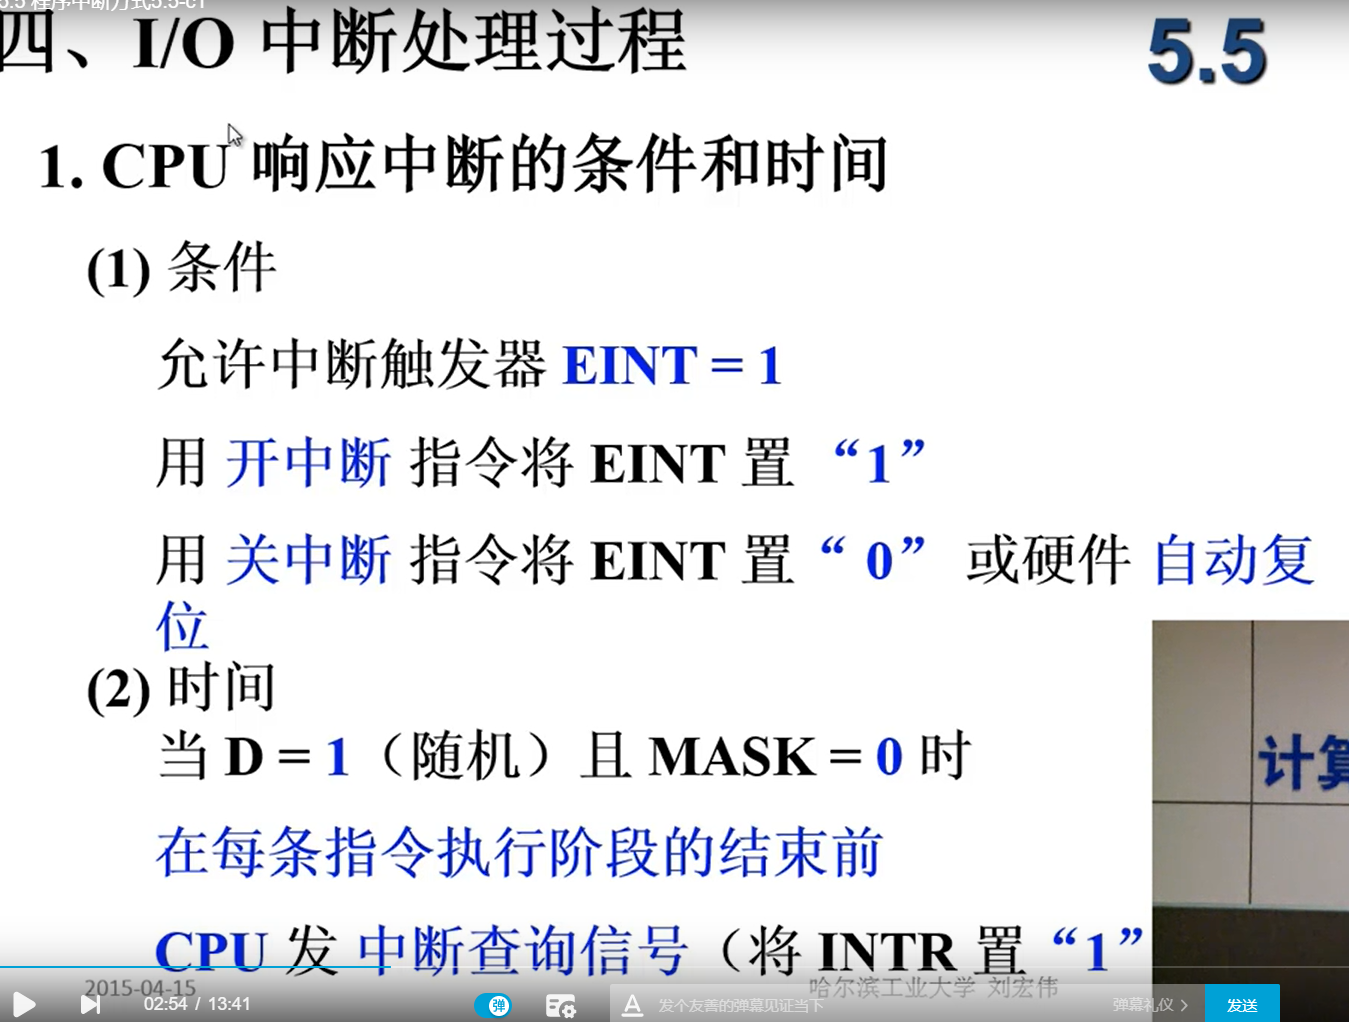 5.5 程序中断方式5.5-c1
四、I/O 中断处理过程
5.5
1. CPU 响应中断的条件和时间
(1) 条件
允许中断触发器 EINT = 1
用 开中断 指令将 EINT 置 “1”
用 关中断 指令将 EINT 置“ 0” 或硬件 自动复
位
(2) 时间
当 D = 1（随机）且 MASK = 0 时
在每条指令执行阶段的结束前
CPU 发 中断查询信号（将 INTR 置“1”
计算
2015-04-15
哈尔滨工业大学 刘宏伟
02:54 / 13:41
弹
A
发个友善的弹幕见证当下
弹幕礼仪 >
发送